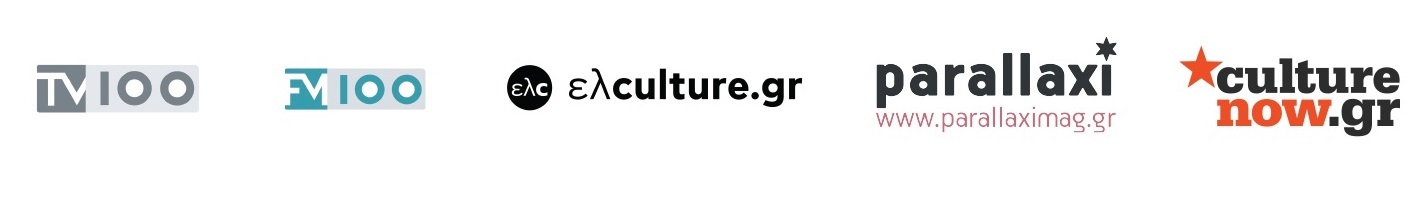 TV100
FM100
ελc ελculture.gr
parallaxi
www.parallaximag.gr
culture
now.gr